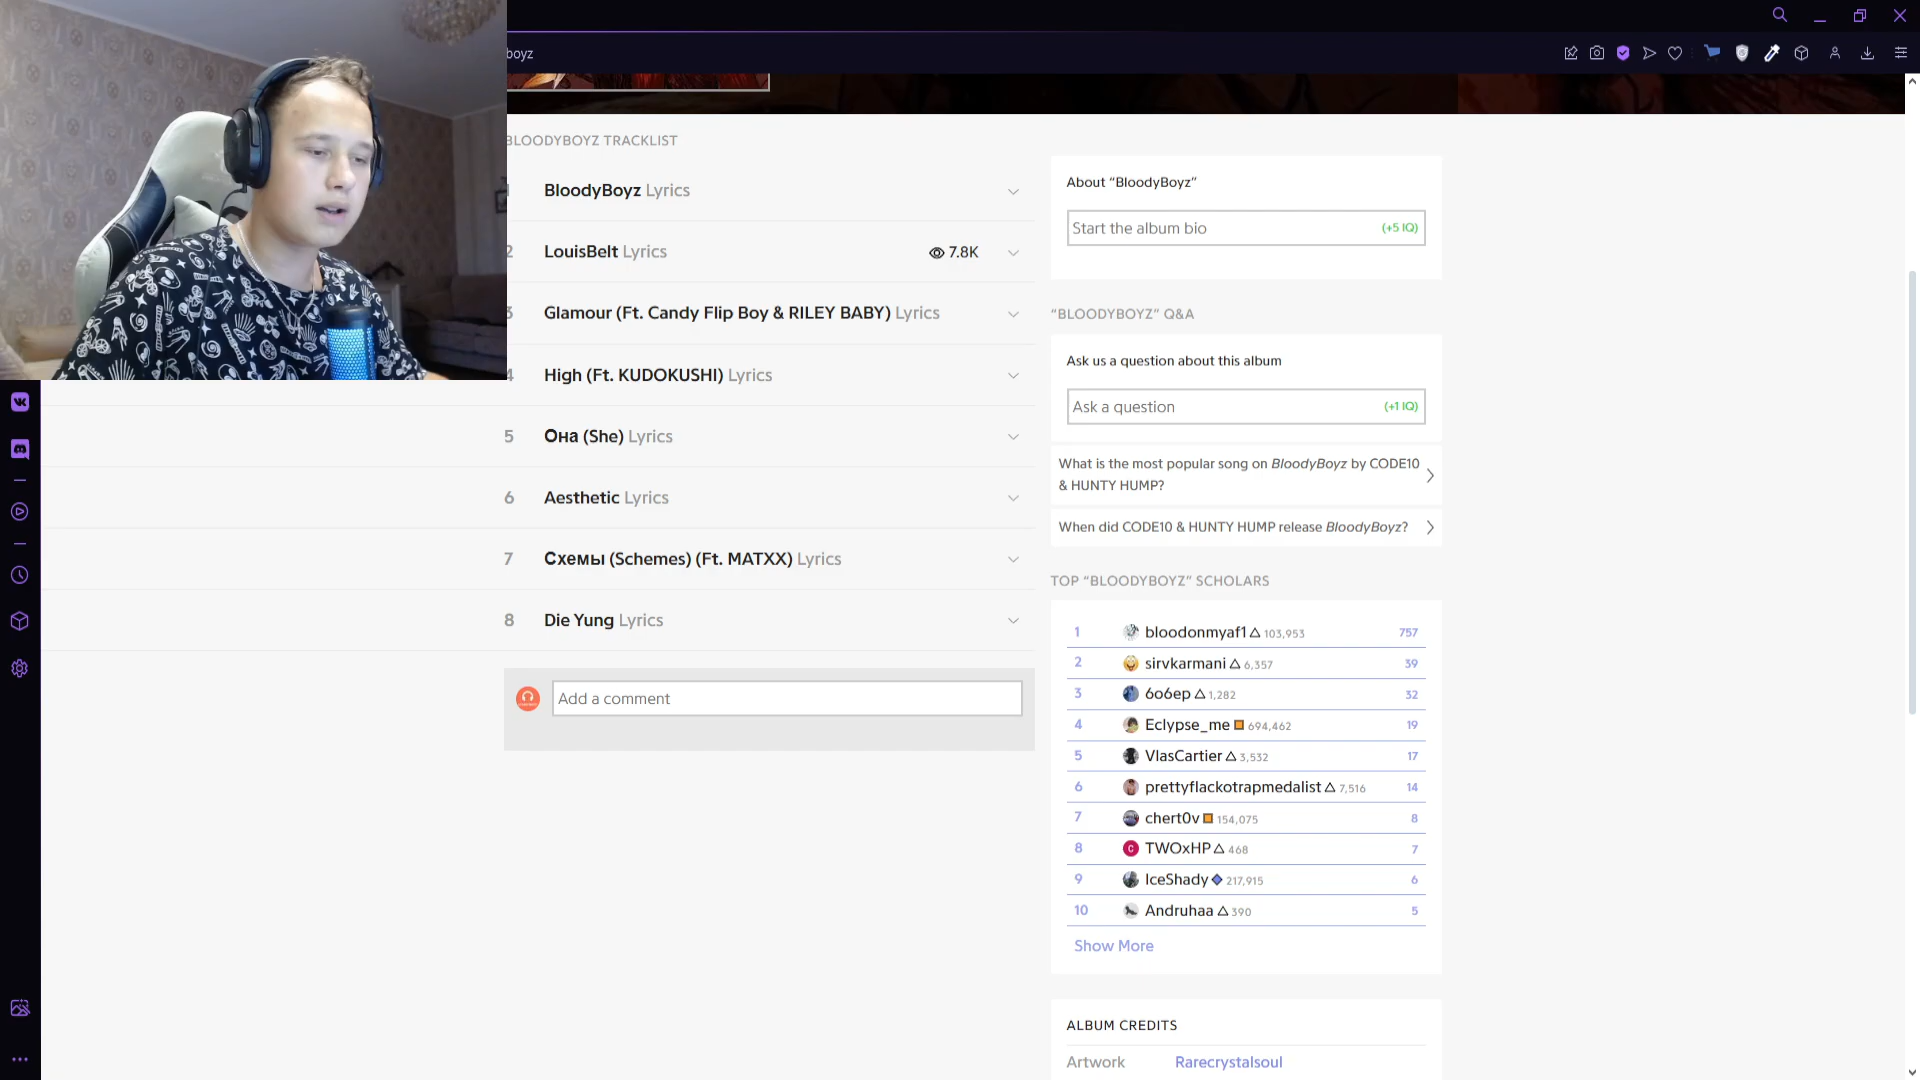 boyz
BLOODYBOYZ TRACKLIST
BloodyBoyz Lyrics
2 LouisBelt Lyrics 7.8K
3 Glamour (Ft. Candy Flip Boy & RILEY BABY) Lyrics
4 High (Ft. KUDOKUSHI) Lyrics
5 Она (She) Lyrics
6 Aesthetic Lyrics
7 Схемы (Schemes) (Ft. MATXX) Lyrics
8 Die Yung Lyrics
Add a comment
About “BloodyBoyz”
Start the album bio (+5 IQ)
“BLOODYBOYZ” Q&A
Ask us a question about this album
Ask a question (+1 IQ)
What is the most popular song on BloodyBoyz by CODE10
& HUNTY HUMP?
When did CODE10 & HUNTY HUMP release BloodyBoyz?
TOP “BLOODYBOYZ” SCHOLARS
1 bloodonmyaf1 103,953 757
2 sirvkarmani 6,357 39
3 6o6ep 1,282 32
4 Eclypse_me 694,462 19
5 VlasCartier 3,532 17
6 prettyflackotrapmedalist 7,516 14
7 chert0v 154,075 8
8 TWOxHP 468 7
9 IceShady 217,915 6
10 Andruhaa 390 5
Show More
ALBUM CREDITS
Artwork Rarecrystalsoul